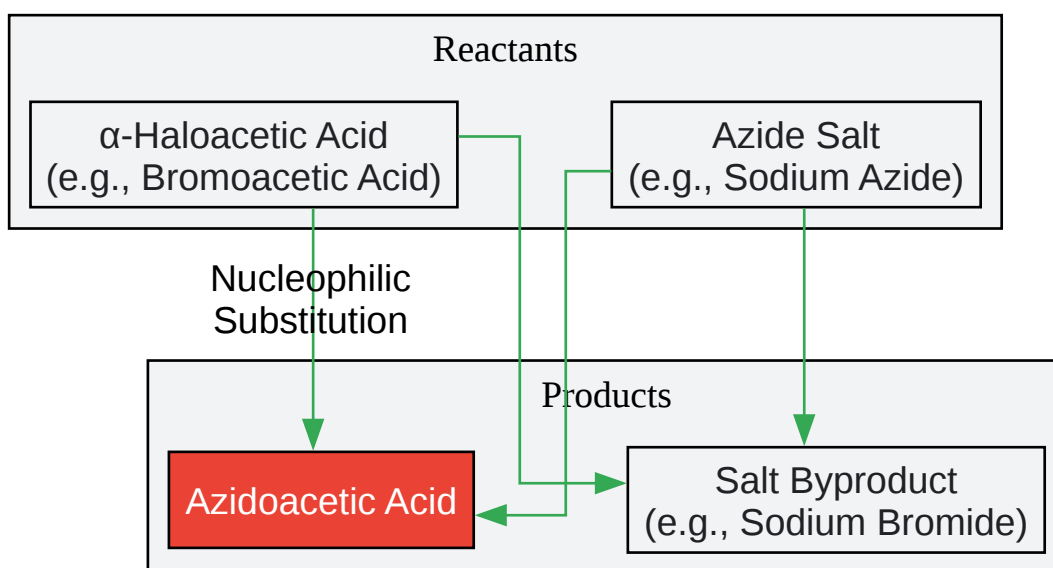 Reactants
α-Haloacetic Acid
(e.g., Bromoacetic Acid)
Azide Salt
(e.g., Sodium Azide)
Nucleophilic
Substitution
Products
Azidoacetic Acid
Salt Byproduct
(e.g., Sodium Bromide)